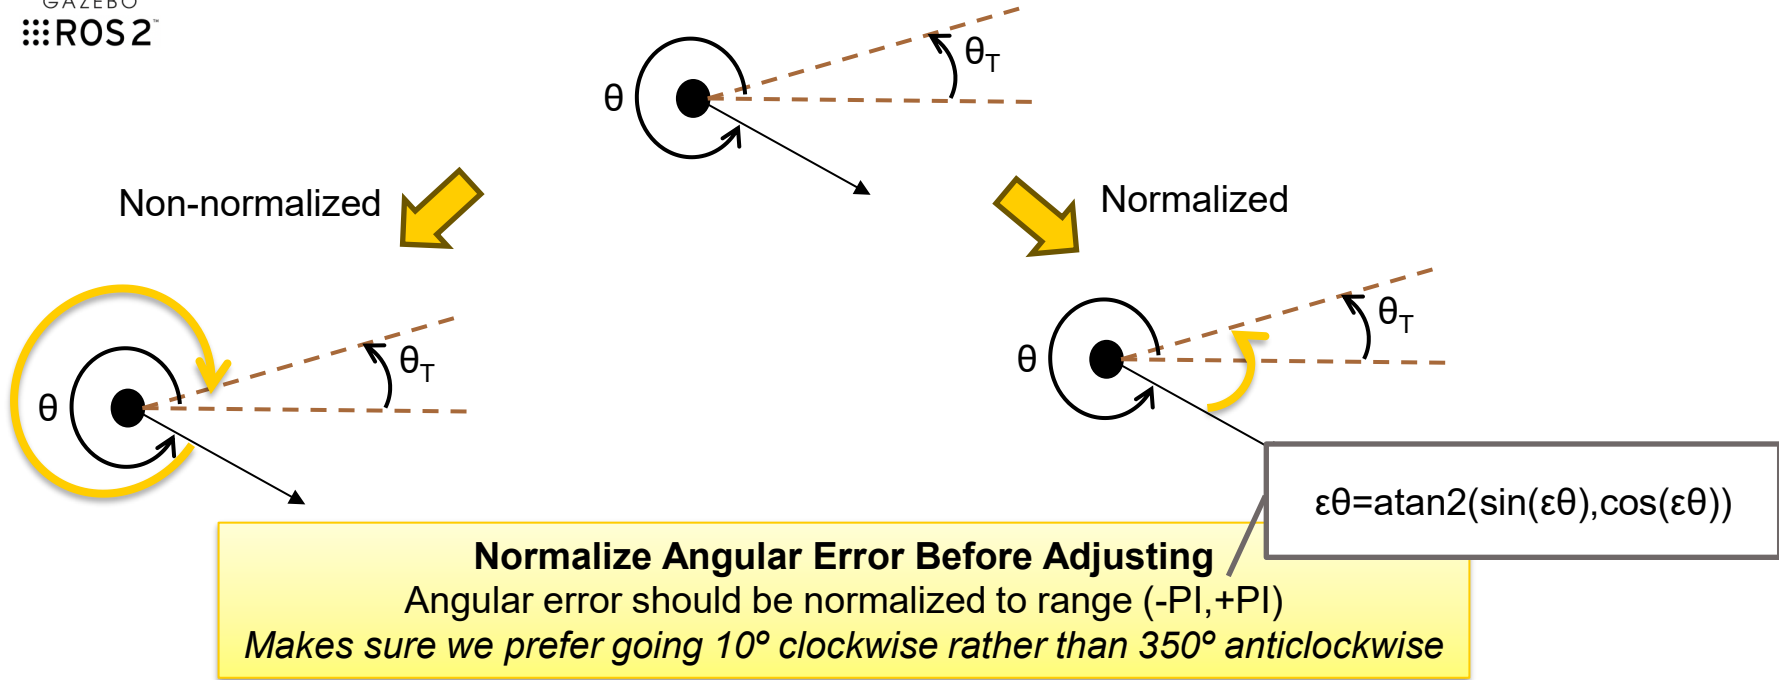 GAZEBO
ROS 2™
θ
θT
Non-normalized
Normalized
θ
θT
θ
θT
εθ=atan2(sin(εθ),cos(εθ))
Normalize Angular Error Before Adjusting
Angular error should be normalized to range (-PI,+PI)
Makes sure we prefer going 10º clockwise rather than 350º anticlockwise